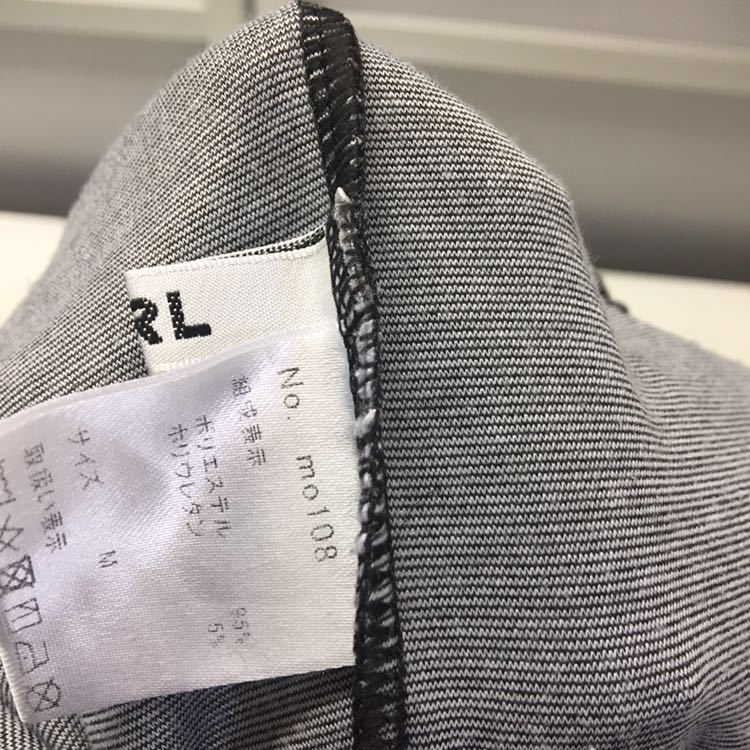 RL
No. mo108
組成表示
ポリエステル 95%
ポリウレタン 5%
サイズ M
取扱い表示